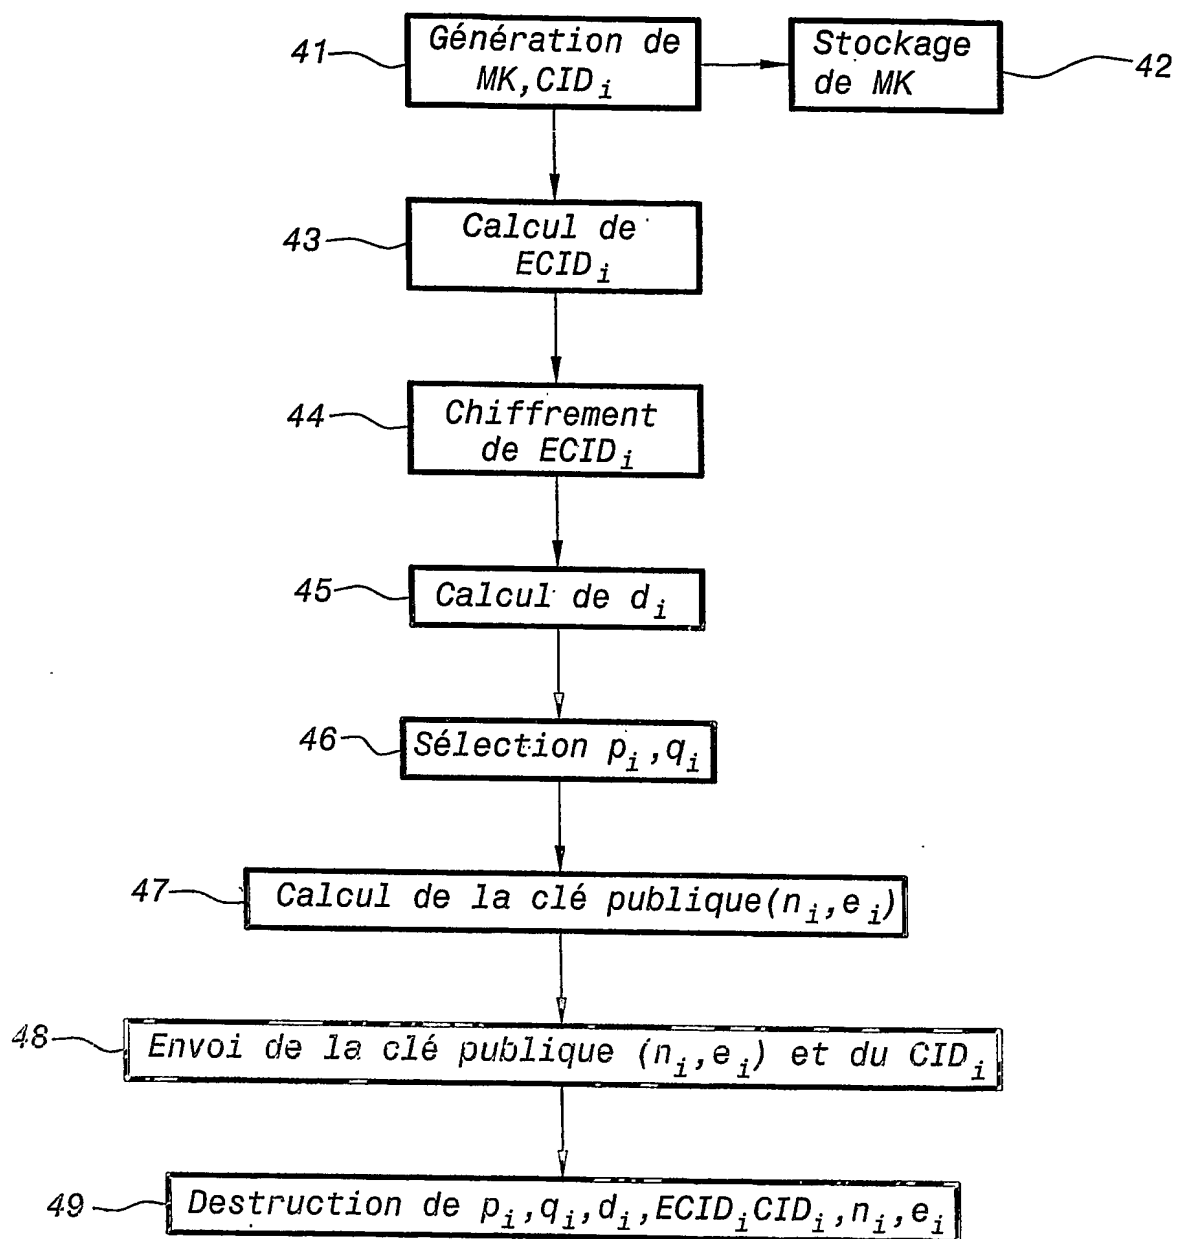 41
Génération de
MK, CID_i
Stockage
de MK
42
43
Calcul de
ECID_i
44
Chiffrement
de ECID_i
45
Calcul de d_i
46
Sélection p_i,q_i
47
Calcul de la clé publique(n_i,e_i)
48
Envoi de la clé publique (n_i,e_i) et du CID_i
49
Destruction de p_i,q_i,d_i,ECID_iCID_i,n_i,e_i